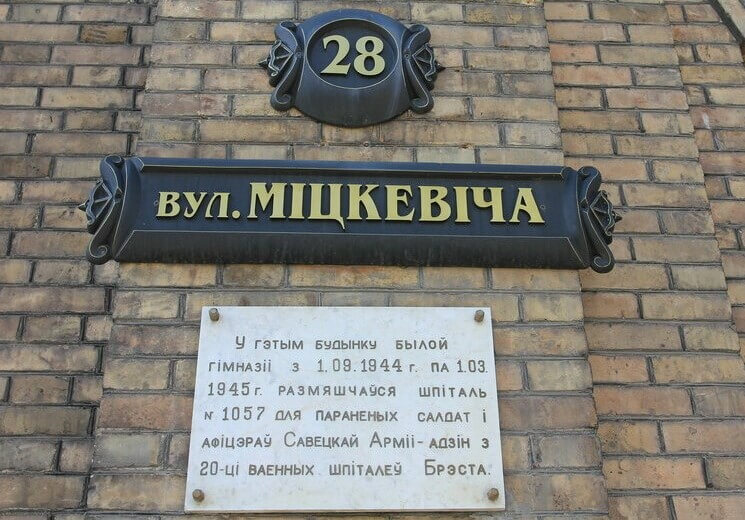 28
вул. МІЦКЕВІЧА
У гэтым будынку былой
гімназіі з 1.09.1944 г. па 1.03.
1945 г. размяшчаўся шпіталь
№ 1057 для параненых салдат і
афіцэраў Савецкай Арміі-адзін з
20-ці ваенных шпіталеў Брэста.